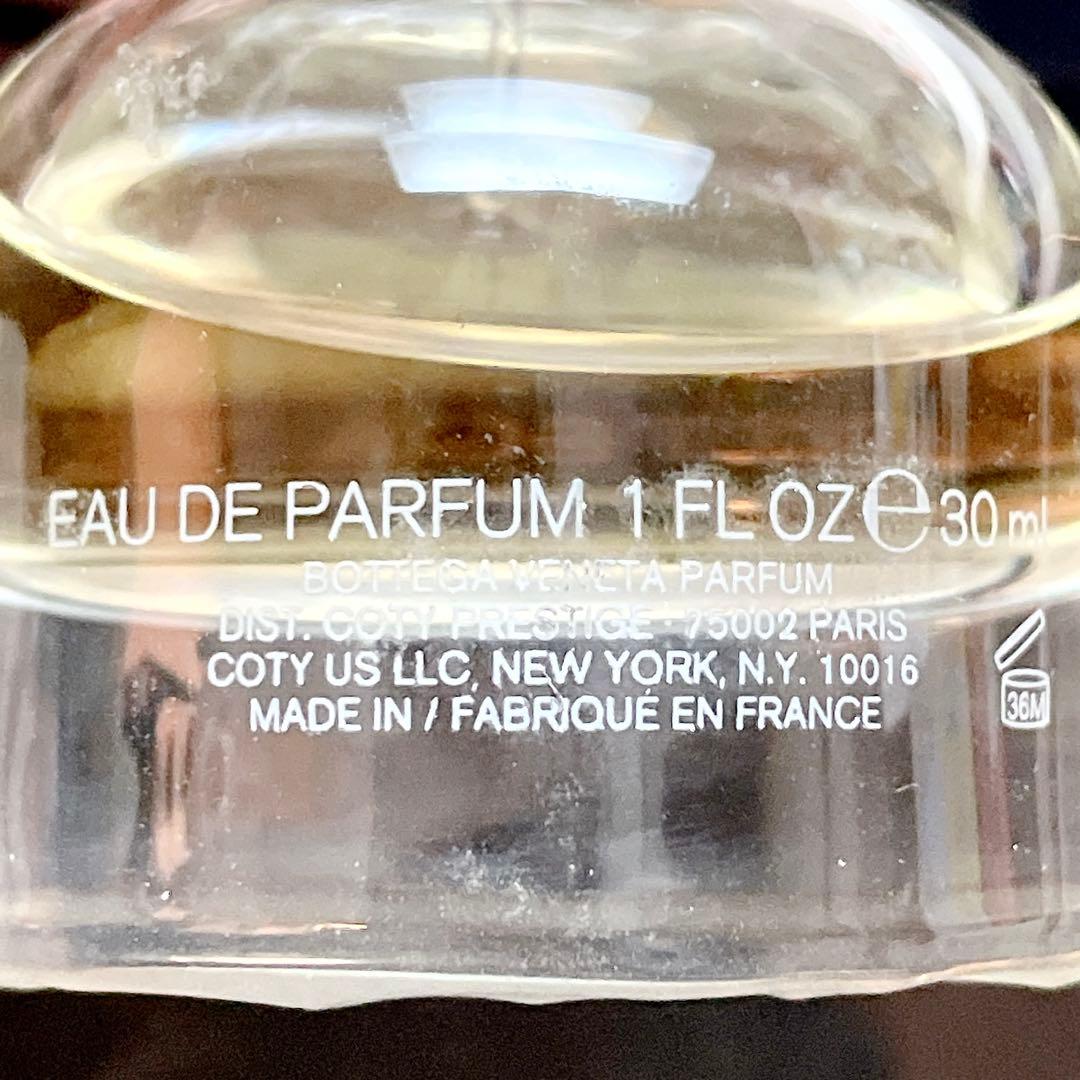 EAU DE PARFUM 1 FL OZ ℮ 30 ml
BOTTEGA VENETA PARFUM
DIST. COTY PRESTIGE · 75002 PARIS
COTY US LLC, NEW YORK, N.Y. 10016
MADE IN / FABRIQUÉ EN FRANCE
36M